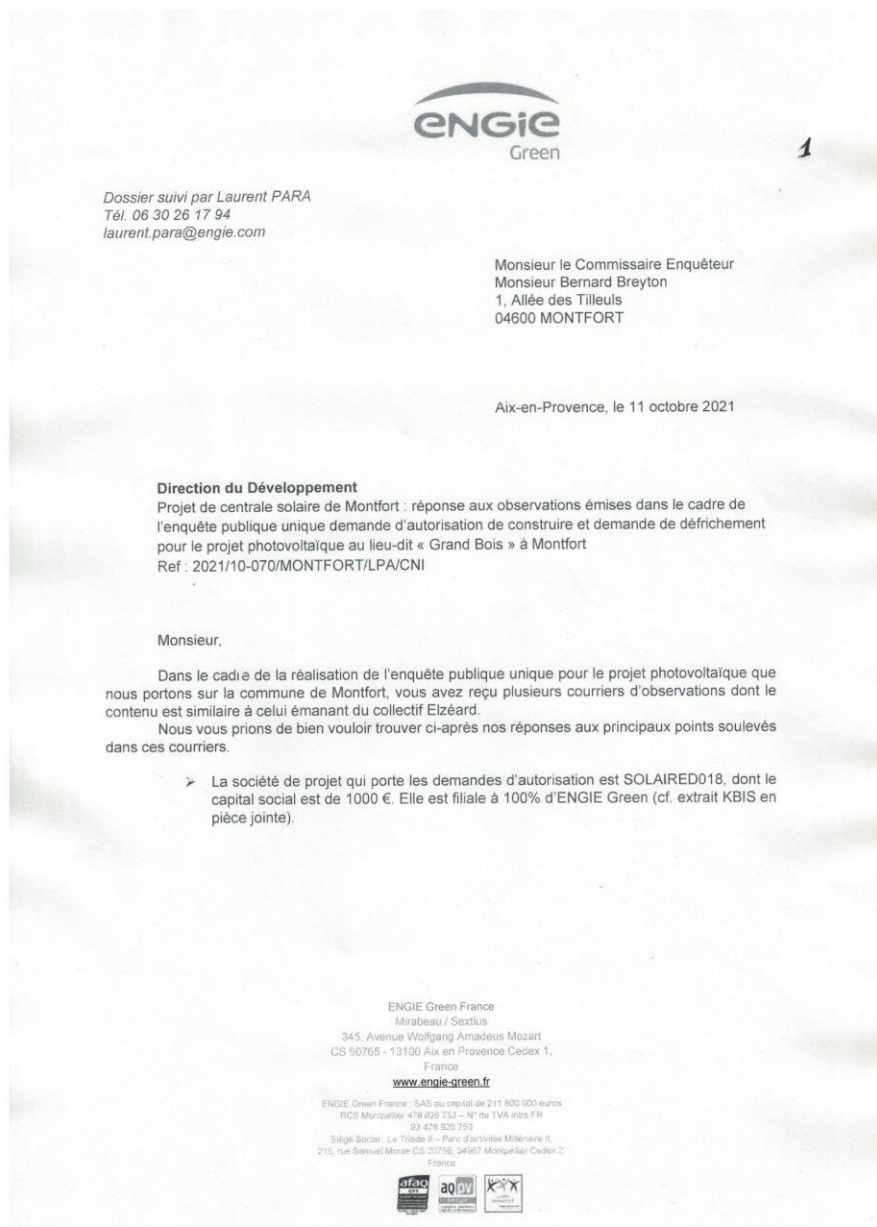 ENGIE
Green
1
Dossier suivi par Laurent PARA
Tél. 06 30 26 17 94
laurent.para@engie.com
Monsieur le Commissaire Enquêteur
Monsieur Bernard Breyton
1, Allée des Tilleuls
04600 MONTFORT
Aix-en-Provence, le 11 octobre 2021
Direction du Développement
Projet de centrale solaire de Montfort : réponse aux observations émises dans le cadre de
l'enquête publique unique demande d'autorisation de construire et demande de défrichement
pour le projet photovoltaïque au lieu-dit « Grand Bois » à Montfort
Ref : 2021/10-070/MONTFORT/LPA/CNI
Monsieur,
Dans le cadre de la réalisation de l'enquête publique unique pour le projet photovoltaïque que
nous portons sur la commune de Montfort, vous avez reçu plusieurs courriers d'observations dont le
contenu est similaire à celui émanant du collectif Elzéard.
Nous vous prions de bien vouloir trouver ci-après nos réponses aux principaux points soulevés
dans ces courriers.
➢ La société de projet qui porte les demandes d'autorisation est SOLAIRED018, dont le
capital social est de 1000 €. Elle est filiale à 100% d'ENGIE Green (cf. extrait KBIS en
pièce jointe).
ENGIE Green France
Mirabeau / Sextius
345, Avenue Wolfgang Amadeus Mozart
CS 90765 - 13100 Aix en Provence Cedex 1,
France
www.engie-green.fr
ENGIE Green France : SAS au capital de 211 800 000 euros
RCS Montpellier 478 826 753 – N° de TVA intra FR
93 478 826 753
Siège Social : Le Triade II – Parc d'activités Millénaire II,
215, rue Samuel Morse CS 20756, 34967 Montpellier Cedex 2,
France
afaq
aqpv